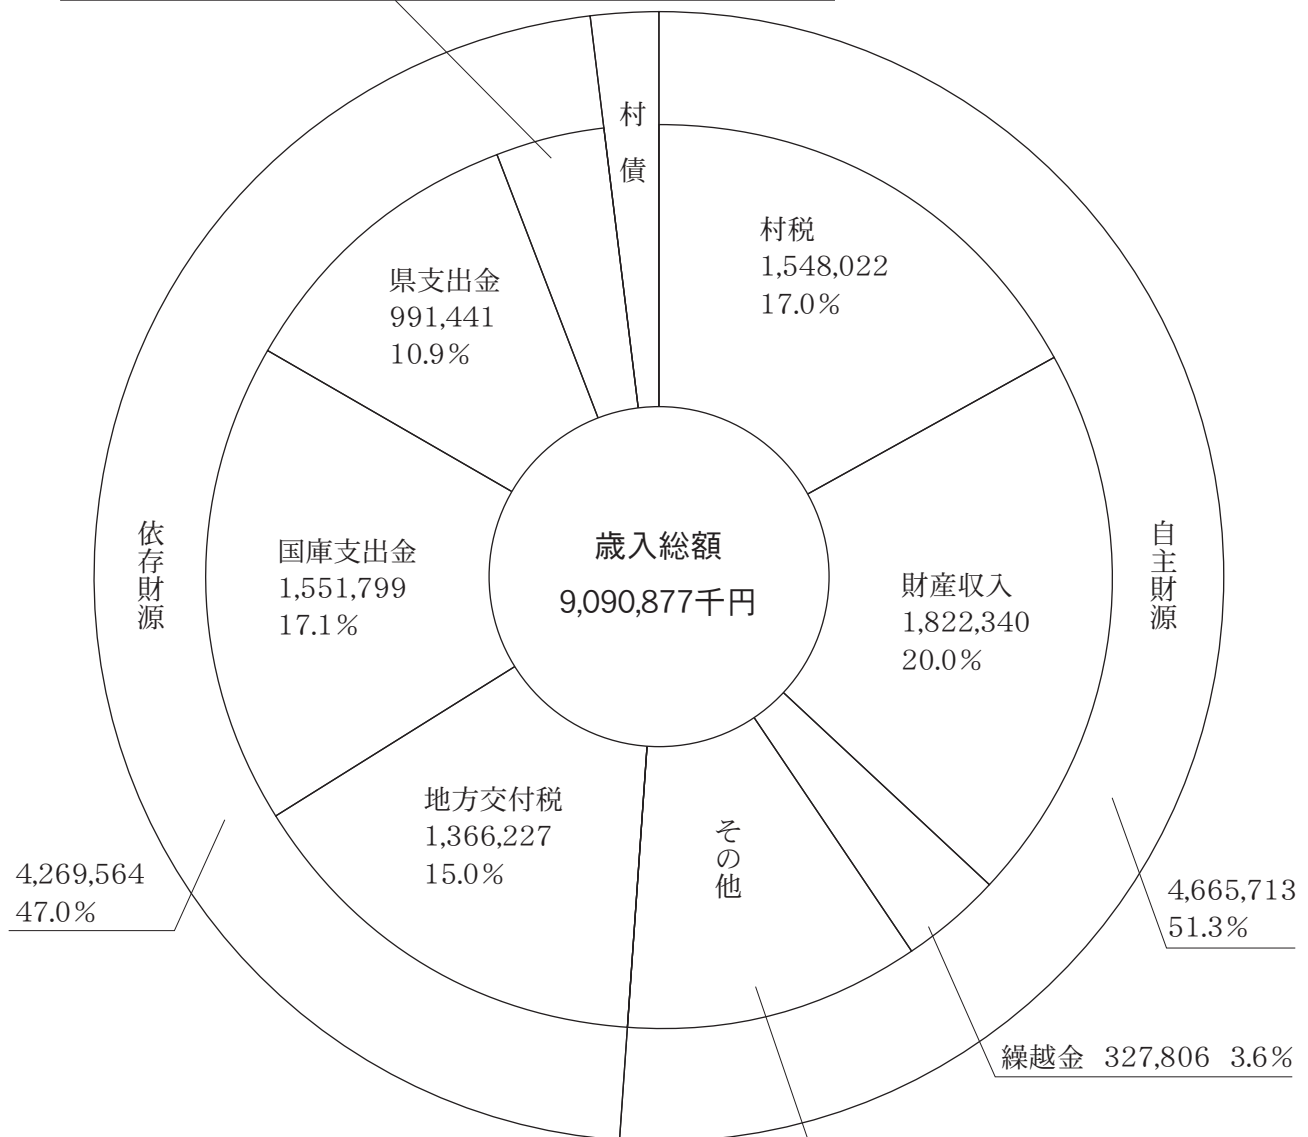 村債
村税
1,548,022
17.0%
県支出金
991,441
10.9%
国庫支出金
1,551,799
17.1%
依存財源
歳入総額
9,090,877千円
財産収入
1,822,340
20.0%
自主財源
地方交付税
1,366,227
15.0%
その他
4,269,564
47.0%
4,665,713
51.3%
繰越金 327,806 3.6%